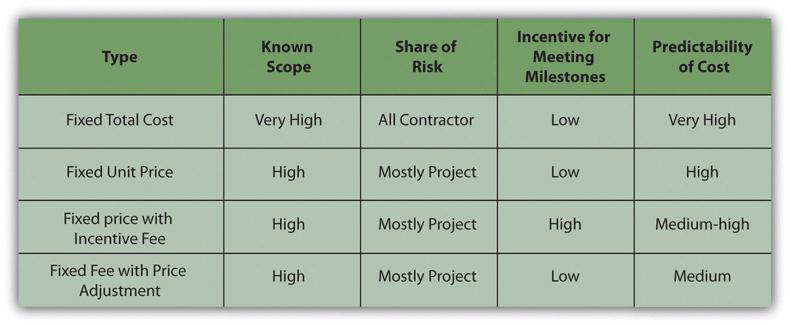 Type
Known
Scope
Share of
Risk
Incentive for
Meeting
Milestones
Predictability
of Cost
Fixed Total Cost
Very High
All Contractor
Low
Very High
Fixed Unit Price
High
Mostly Project
Low
High
Fixed price with
Incentive Fee
High
Mostly Project
High
Medium-high
Fixed Fee with Price
Adjustment
High
Mostly Project
Low
Medium